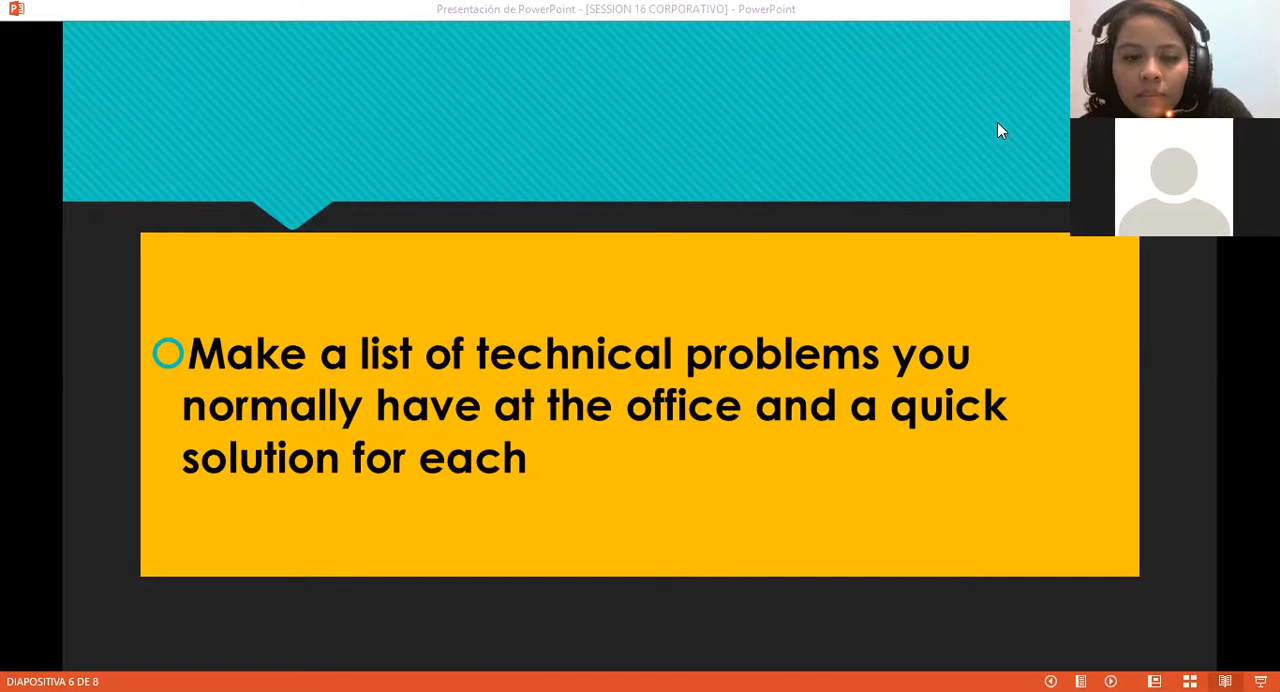 Presentación de PowerPoint - [SESSION 16 CORPORATIVO] - PowerPoint
Make a list of technical problems you
normally have at the office and a quick
solution for each
DIAPOSITIVA 6 DE 8